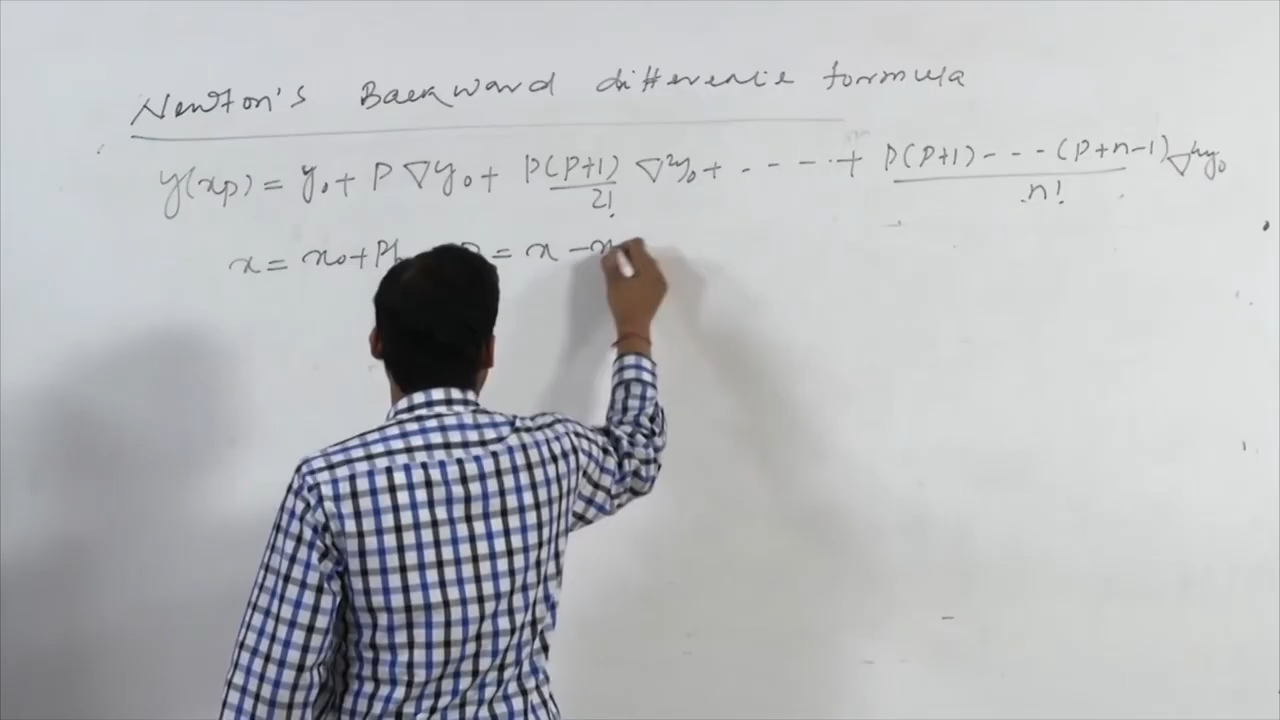 Newton's Backward difference formula
y(xp) = y₀ + P ∇y₀ + P(P+1)/2! ∇²y₀ + - - - - + P(P+1) - - - (P+n-1)/n! ∇ⁿy₀
x = x₀ + Ph = x - x